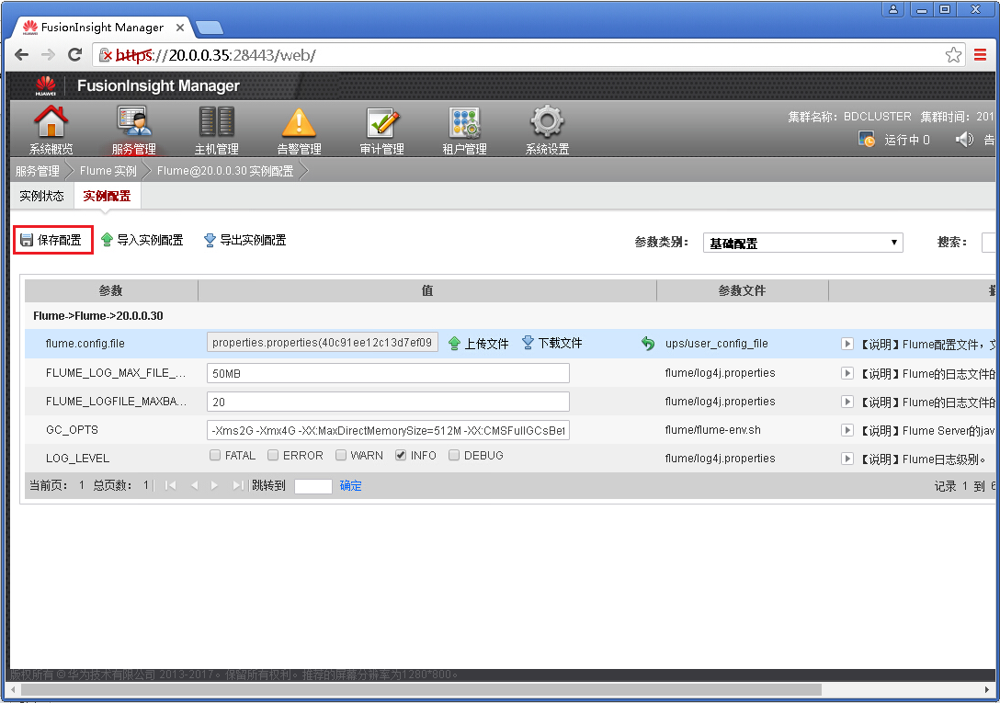 FusionInsight Manager
https://20.0.0.35:28443/web/
HUAWEI FusionInsight Manager
系统概览 服务管理 主机管理 告警管理 审计管理 租户管理 系统设置
集群名称：BDCLUSTER 集群时间：201
运行中 0 告
服务管理 Flume 实例 Flume@20.0.0.30 实例配置
实例状态 实例配置
保存配置 导入实例配置 导出实例配置 参数类别： 基础配置 搜索：
参数 值 参数文件
Flume->Flume->20.0.0.30
flume.config.file properties.properties(40c91ee12c13d7ef09 上传文件 下载文件 ups/user_config_file 【说明】Flume配置文件，文
FLUME_LOG_MAX_FILE_... 50MB flume/log4j.properties 【说明】Flume的日志文件的
FLUME_LOGFILE_MAXBA... 20 flume/log4j.properties 【说明】Flume的日志文件的
GC_OPTS -Xms2G -Xmx4G -XX:MaxDirectMemorySize=512M -XX:CMSFullGCsBef flume/flume-env.sh 【说明】Flume Server的jav
LOG_LEVEL FATAL ERROR WARN INFO DEBUG flume/log4j.properties 【说明】Flume日志级别。
当前页： 1 总页数： 1 跳转到 确定 记录 1 到 6
版权所有 © 华为技术有限公司 2013-2017。保留所有权利。推荐的屏幕分辨率为1280*800。